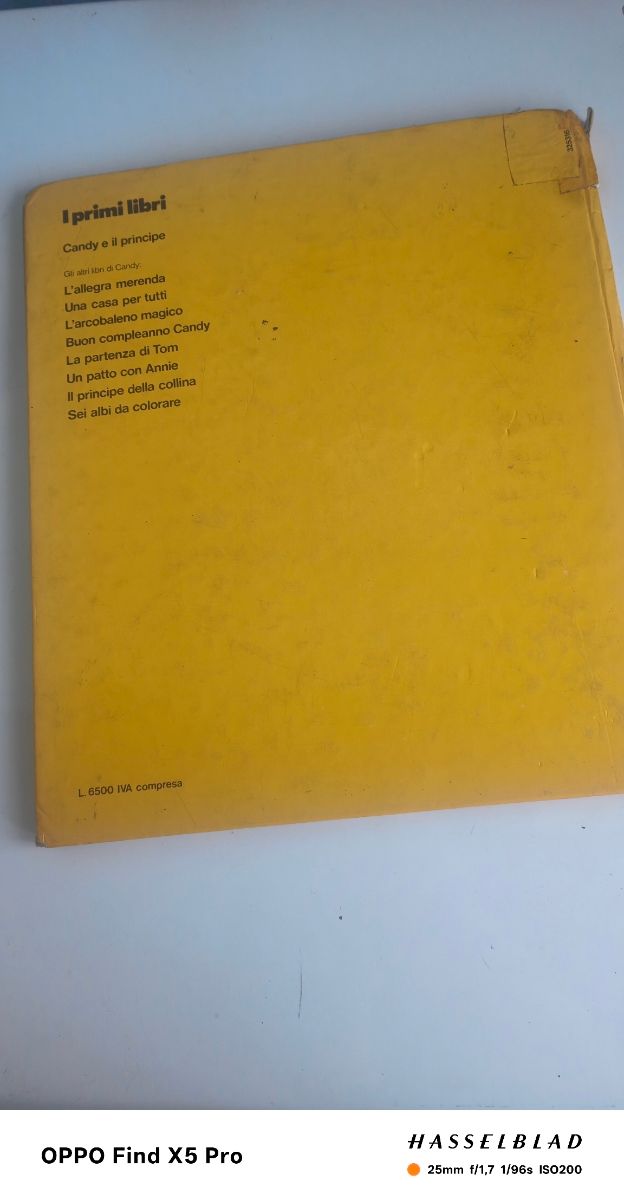 I primi libri
Candy e il principe
Gli altri libri di Candy:
L'allegra merenda
Una casa per tutti
L'arcobaleno magico
Buon compleanno Candy
La partenza di Tom
Un patto con Annie
Il principe della collina
Sei albi da colorare
L. 6500 IVA compresa
OPPO Find X5 Pro
HASSELBLAD
25mm f/1,7 1/96s ISO200